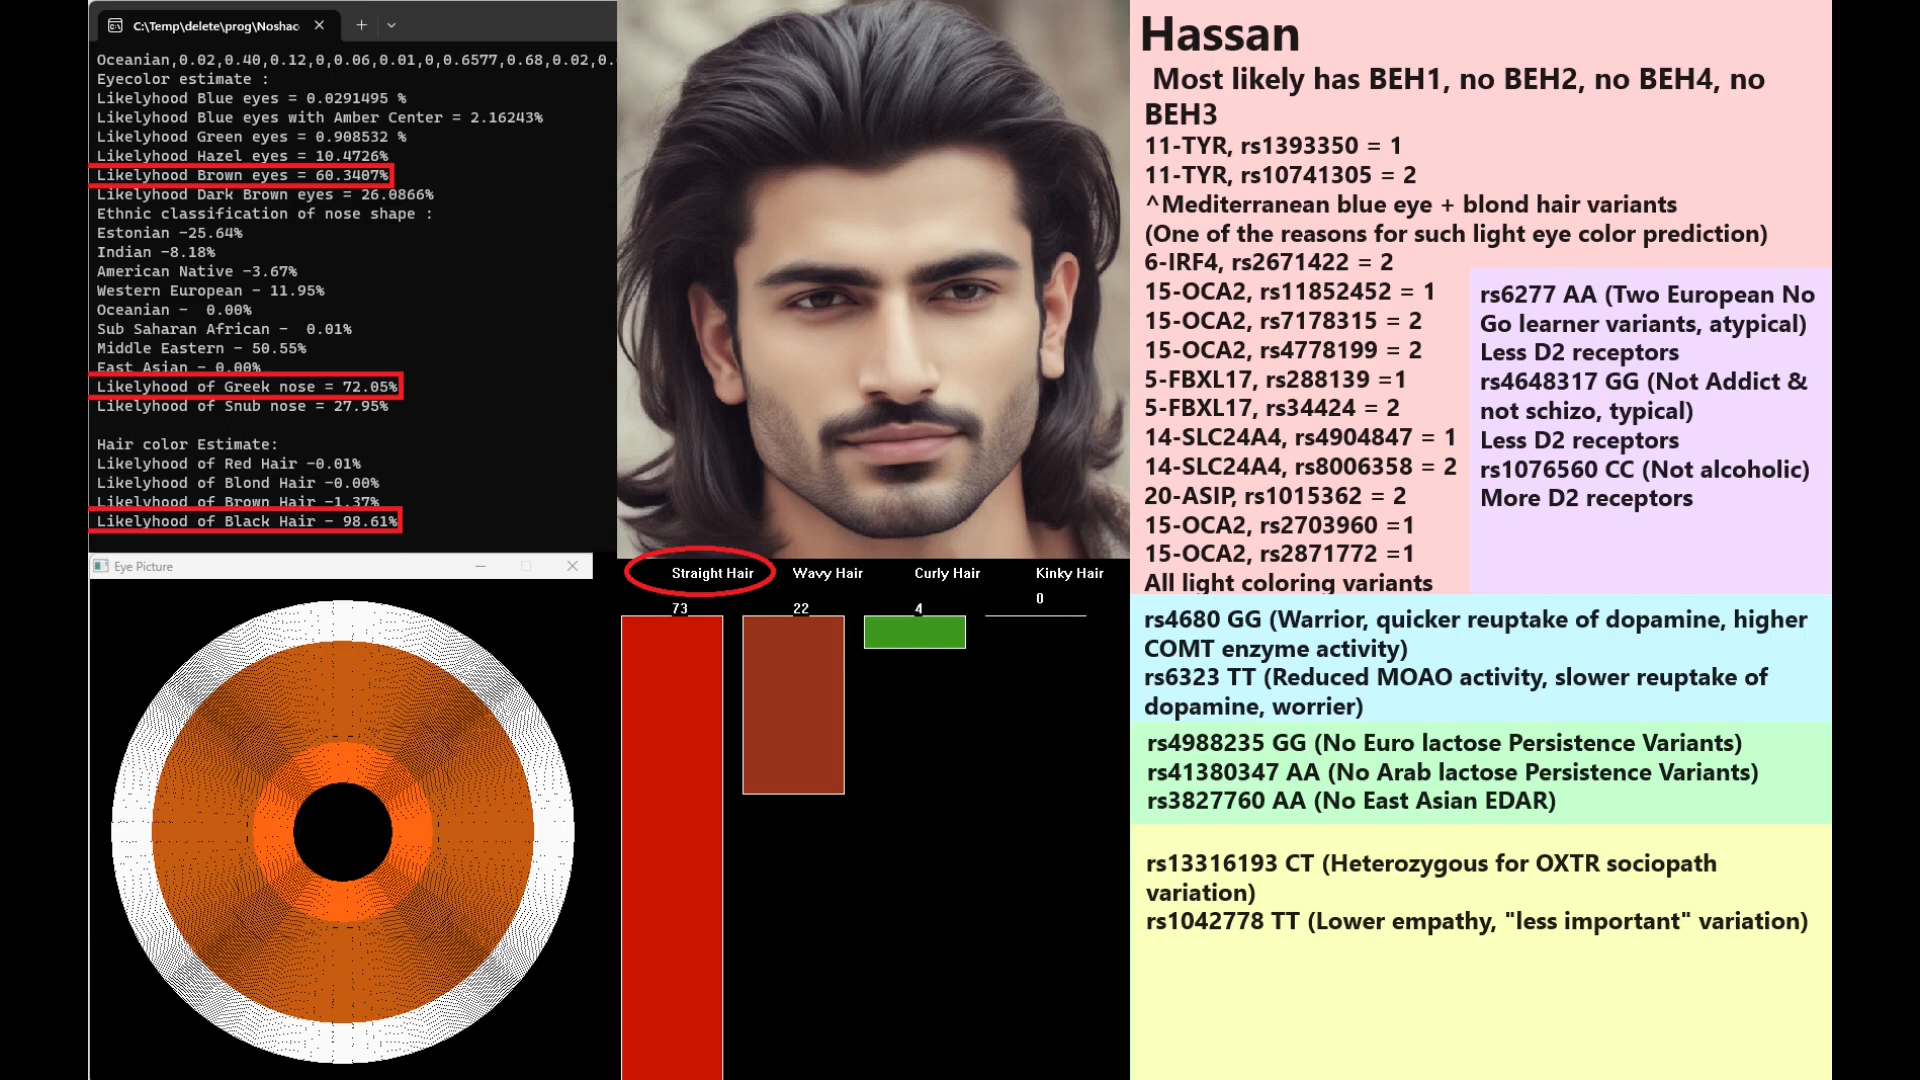 C:\Temp\delete\prog\Noshac
Oceanian,0.02,0.40,0.12,0,0.06,0.01,0,0.6577,0.68,0.02,0.
Eyecolor estimate :
Likelyhood Blue eyes = 0.0291495 %
Likelyhood Blue eyes with Amber Center = 2.16243%
Likelyhood Green eyes = 0.908532 %
Likelyhood Hazel eyes = 10.4726%
Likelyhood Brown eyes = 60.3407%
Likelyhood Dark Brown eyes = 26.0866%
Ethnic classification of nose shape :
Estonian -25.64%
Indian -8.18%
American Native -3.67%
Western European - 11.95%
Oceanian -  0.00%
Sub Saharan African -  0.01%
Middle Eastern - 50.55%
East Asian - 0.00%
Likelyhood of Greek nose = 72.05%
Likelyhood of Snub nose = 27.95%
Hair color Estimate:
Likelyhood of Red Hair -0.01%
Likelyhood of Blond Hair -0.00%
Likelyhood of Brown Hair -1.37%
Likelyhood of Black Hair - 98.61%
Eye Picture
Straight Hair
Wavy Hair
Curly Hair
Kinky Hair
73
22
4
0
Hassan
Most likely has BEH1, no BEH2, no BEH4, no
BEH3
11-TYR, rs1393350 = 1
11-TYR, rs10741305 = 2
^Mediterranean blue eye + blond hair variants
(One of the reasons for such light eye color prediction)
6-IRF4, rs2671422 = 2
15-OCA2, rs11852452 = 1
15-OCA2, rs7178315 = 2
15-OCA2, rs4778199 = 2
5-FBXL17, rs288139 =1
5-FBXL17, rs34424 = 2
14-SLC24A4, rs4904847 = 1
14-SLC24A4, rs8006358 = 2
20-ASIP, rs1015362 = 2
15-OCA2, rs2703960 =1
15-OCA2, rs2871772 =1
All light coloring variants
rs6277 AA (Two European No
Go learner variants, atypical)
Less D2 receptors
rs4648317 GG (Not Addict &
not schizo, typical)
Less D2 receptors
rs1076560 CC (Not alcoholic)
More D2 receptors
rs4680 GG (Warrior, quicker reuptake of dopamine, higher
COMT enzyme activity)
rs6323 TT (Reduced MOAO activity, slower reuptake of
dopamine, worrier)
rs4988235 GG (No Euro lactose Persistence Variants)
rs41380347 AA (No Arab lactose Persistence Variants)
rs3827760 AA (No East Asian EDAR)
rs13316193 CT (Heterozygous for OXTR sociopath
variation)
rs1042778 TT (Lower empathy, "less important" variation)